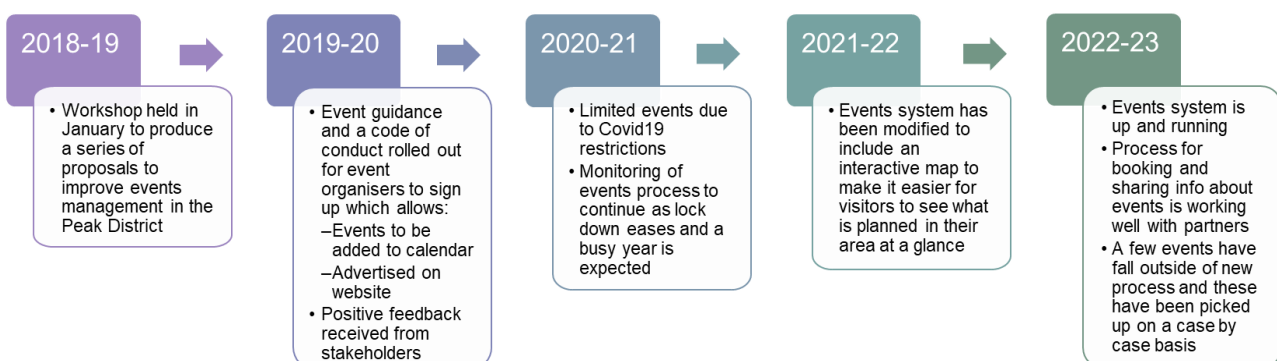 2018-19
• Workshop held in
January to produce
a series of
proposals to
improve events
management in the
Peak District
2019-20
• Event guidance
and a code of
conduct rolled out
for event
organisers to sign
up which allows:
–Events to be
added to calendar
–Advertised on
website
• Positive feedback
received from
stakeholders
2020-21
• Limited events due
to Covid19
restrictions
• Monitoring of
events process to
continue as lock
down eases and a
busy year is
expected
2021-22
• Events system has
been modified to
include an
interactive map to
make it easier for
visitors to see what
is planned in their
area at a glance
2022-23
• Events system is
up and running
• Process for
booking and
sharing info about
events is working
well with partners
• A few events have
fall outside of new
process and these
have been picked
up on a case by
case basis